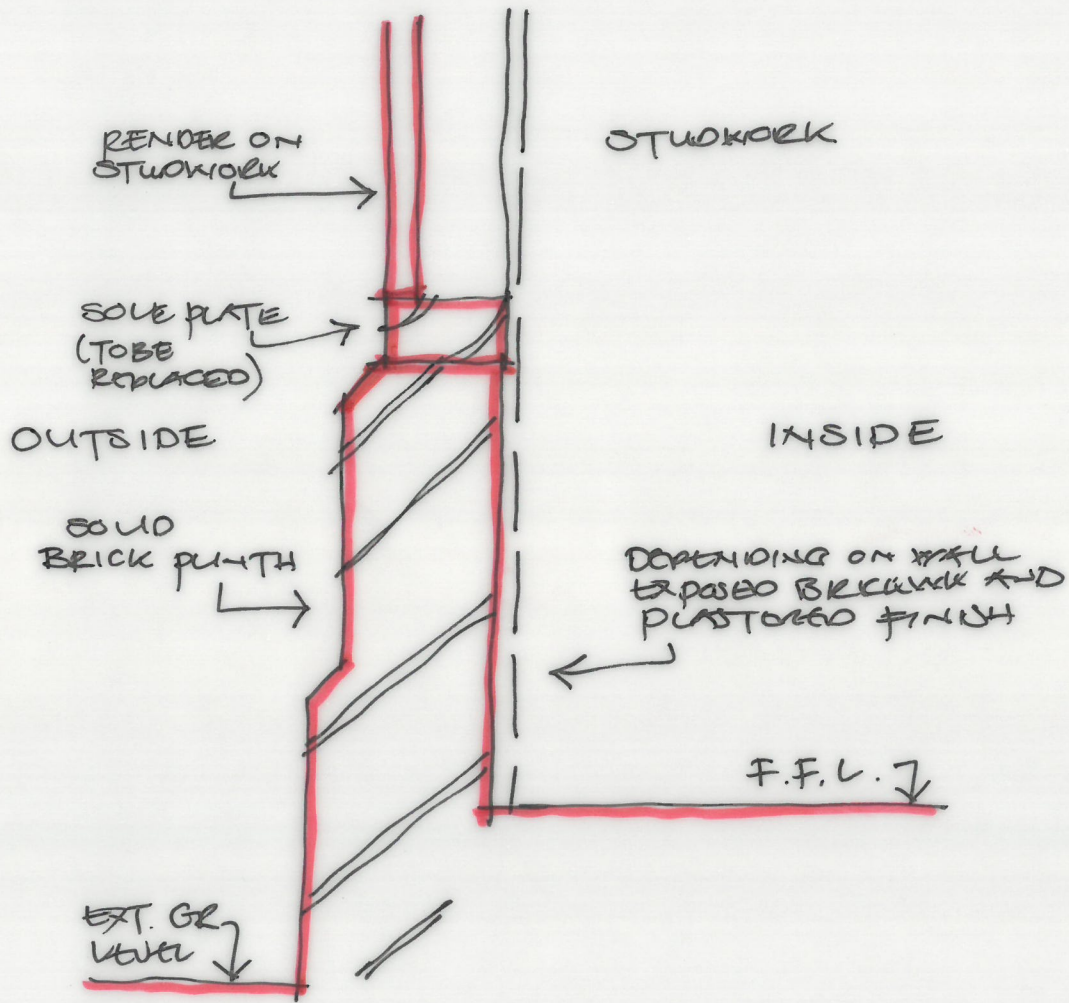 RENDER ON
STUDWORK
STUDWORK
SOLE PLATE
(TO BE
REPLACED)
OUTSIDE
INSIDE
SOLID
BRICK PLINTH
DEPENDING ON WALL
EXPOSED BRICKWK AND
PLASTERED FINISH
F.F.L.
EXT. GR
LEVEL